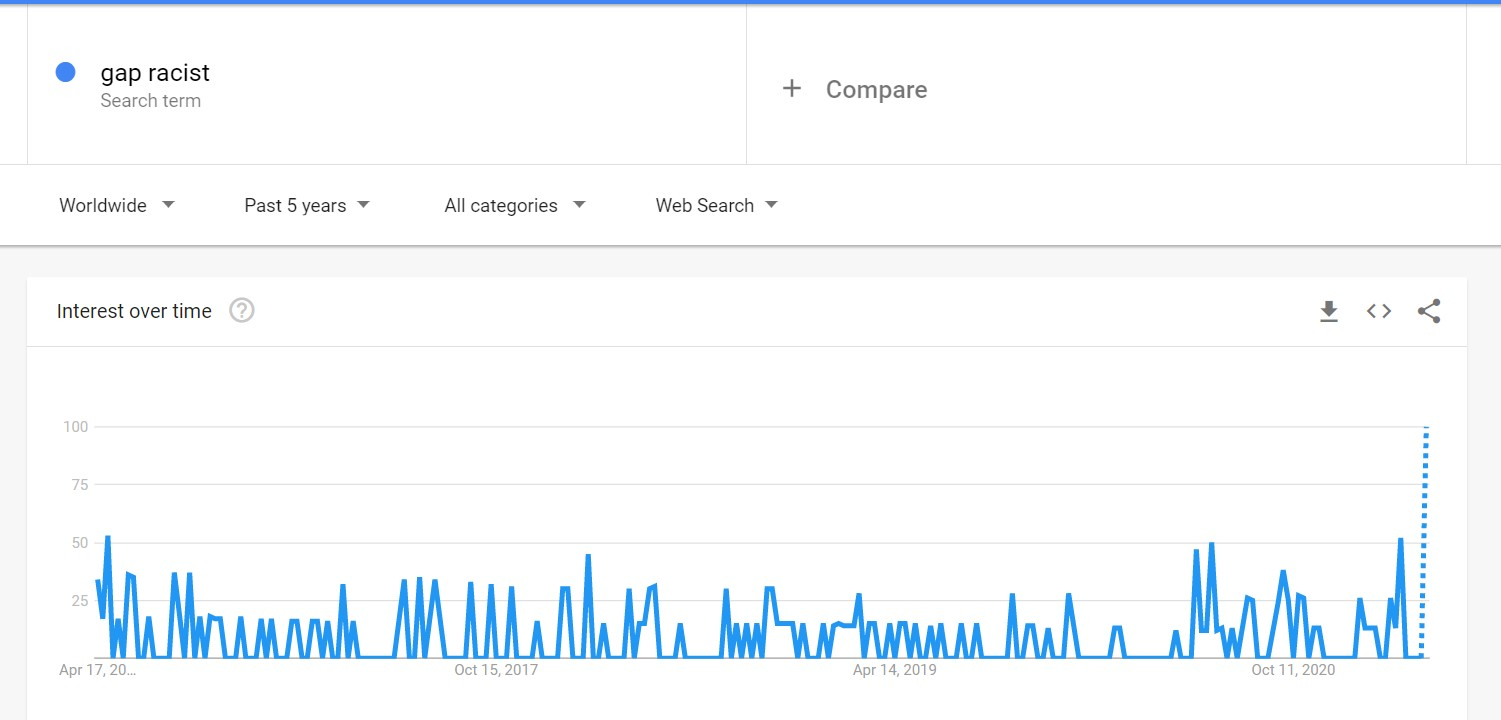 gap racist
Search term
+ Compare
Worldwide
Past 5 years
All categories
Web Search
Interest over time ?
100
75
50
25
Apr 17, 20...
Oct 15, 2017
Apr 14, 2019
Oct 11, 2020